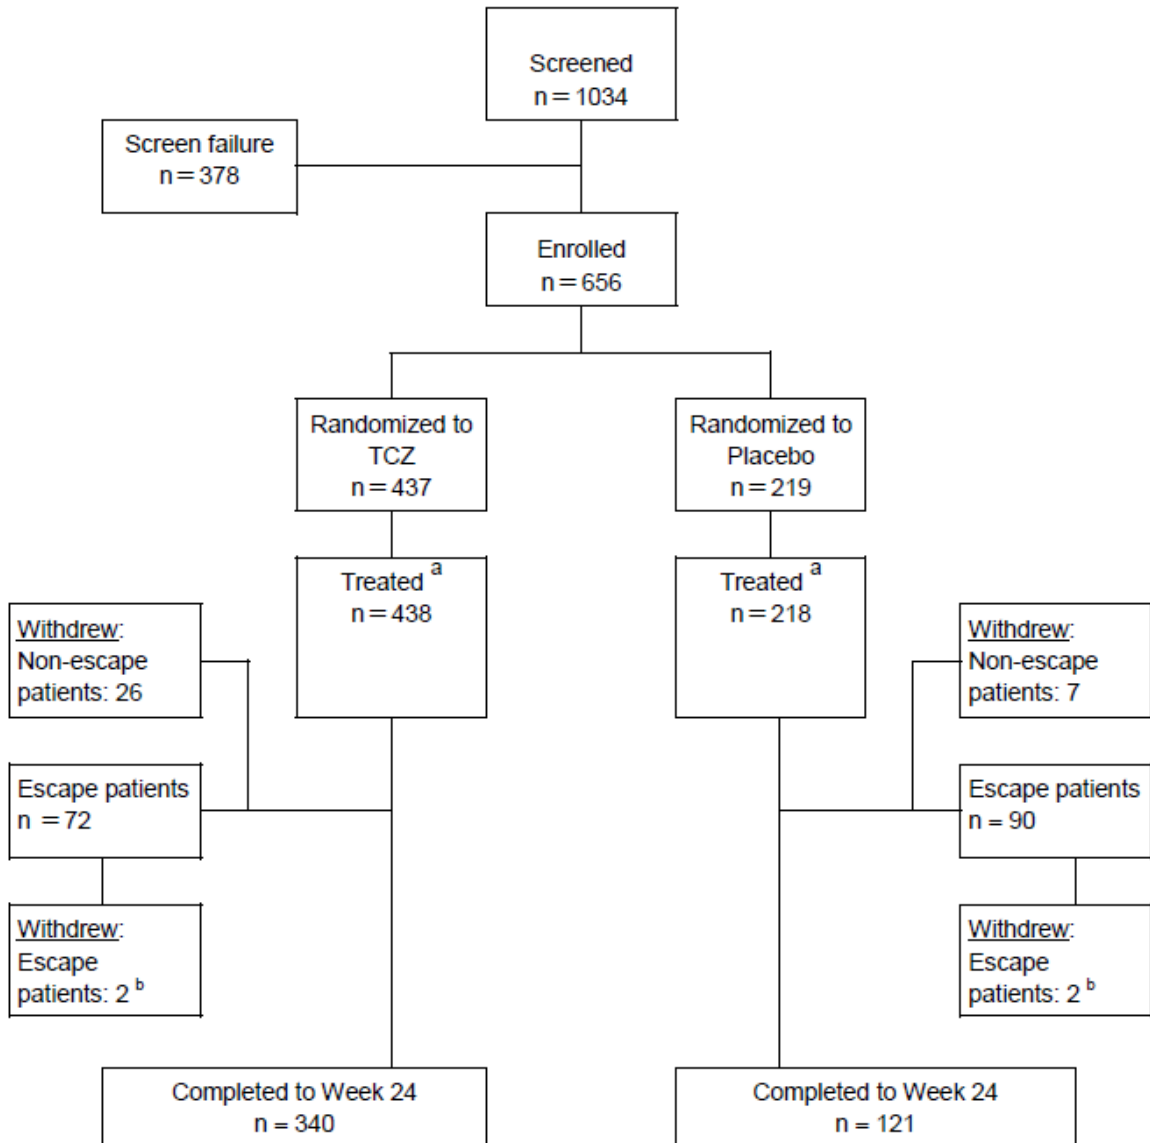 Screened
n = 1034
Screen failure
n = 378
Enrolled
n = 656
Randomized to
TCZ
n = 437
Randomized to
Placebo
n = 219
Treated a
n = 438
Treated a
n = 218
Withdrew:
Non-escape
patients: 26
Withdrew:
Non-escape
patients: 7
Escape patients
n = 72
Escape patients
n = 90
Withdrew:
Escape
patients: 2 b
Withdrew:
Escape
patients: 2 b
Completed to Week 24
n = 340
Completed to Week 24
n = 121